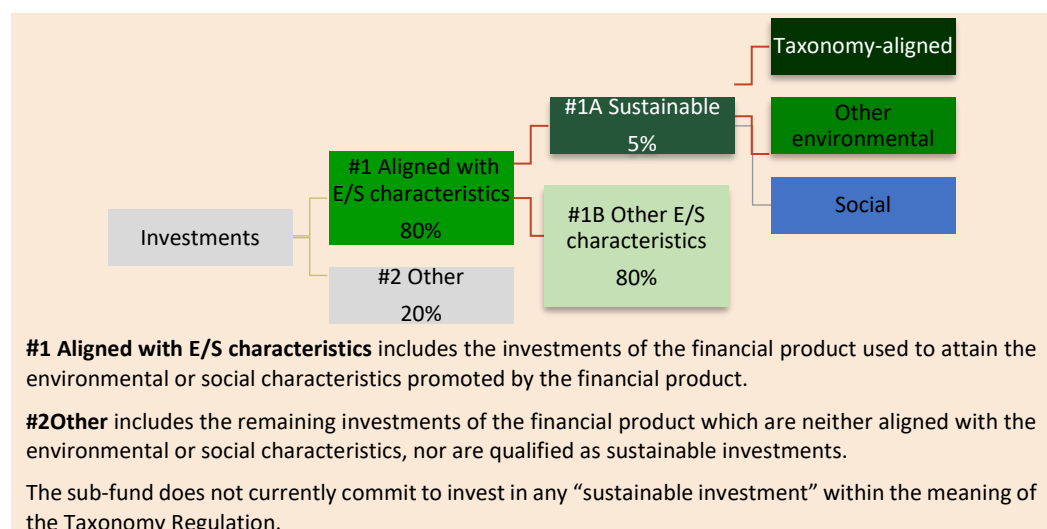 Taxonomy-aligned
#1A Sustainable
5%
Other
environmental
#1 Aligned with
E/S characteristics
80%
Social
#1B Other E/S
characteristics
80%
Investments
#2 Other
20%
#1 Aligned with E/S characteristics includes the investments of the financial product used to attain the
environmental or social characteristics promoted by the financial product.
#2Other includes the remaining investments of the financial product which are neither aligned with the
environmental or social characteristics, nor are qualified as sustainable investments.
The sub-fund does not currently commit to invest in any “sustainable investment” within the meaning of
the Taxonomy Regulation.